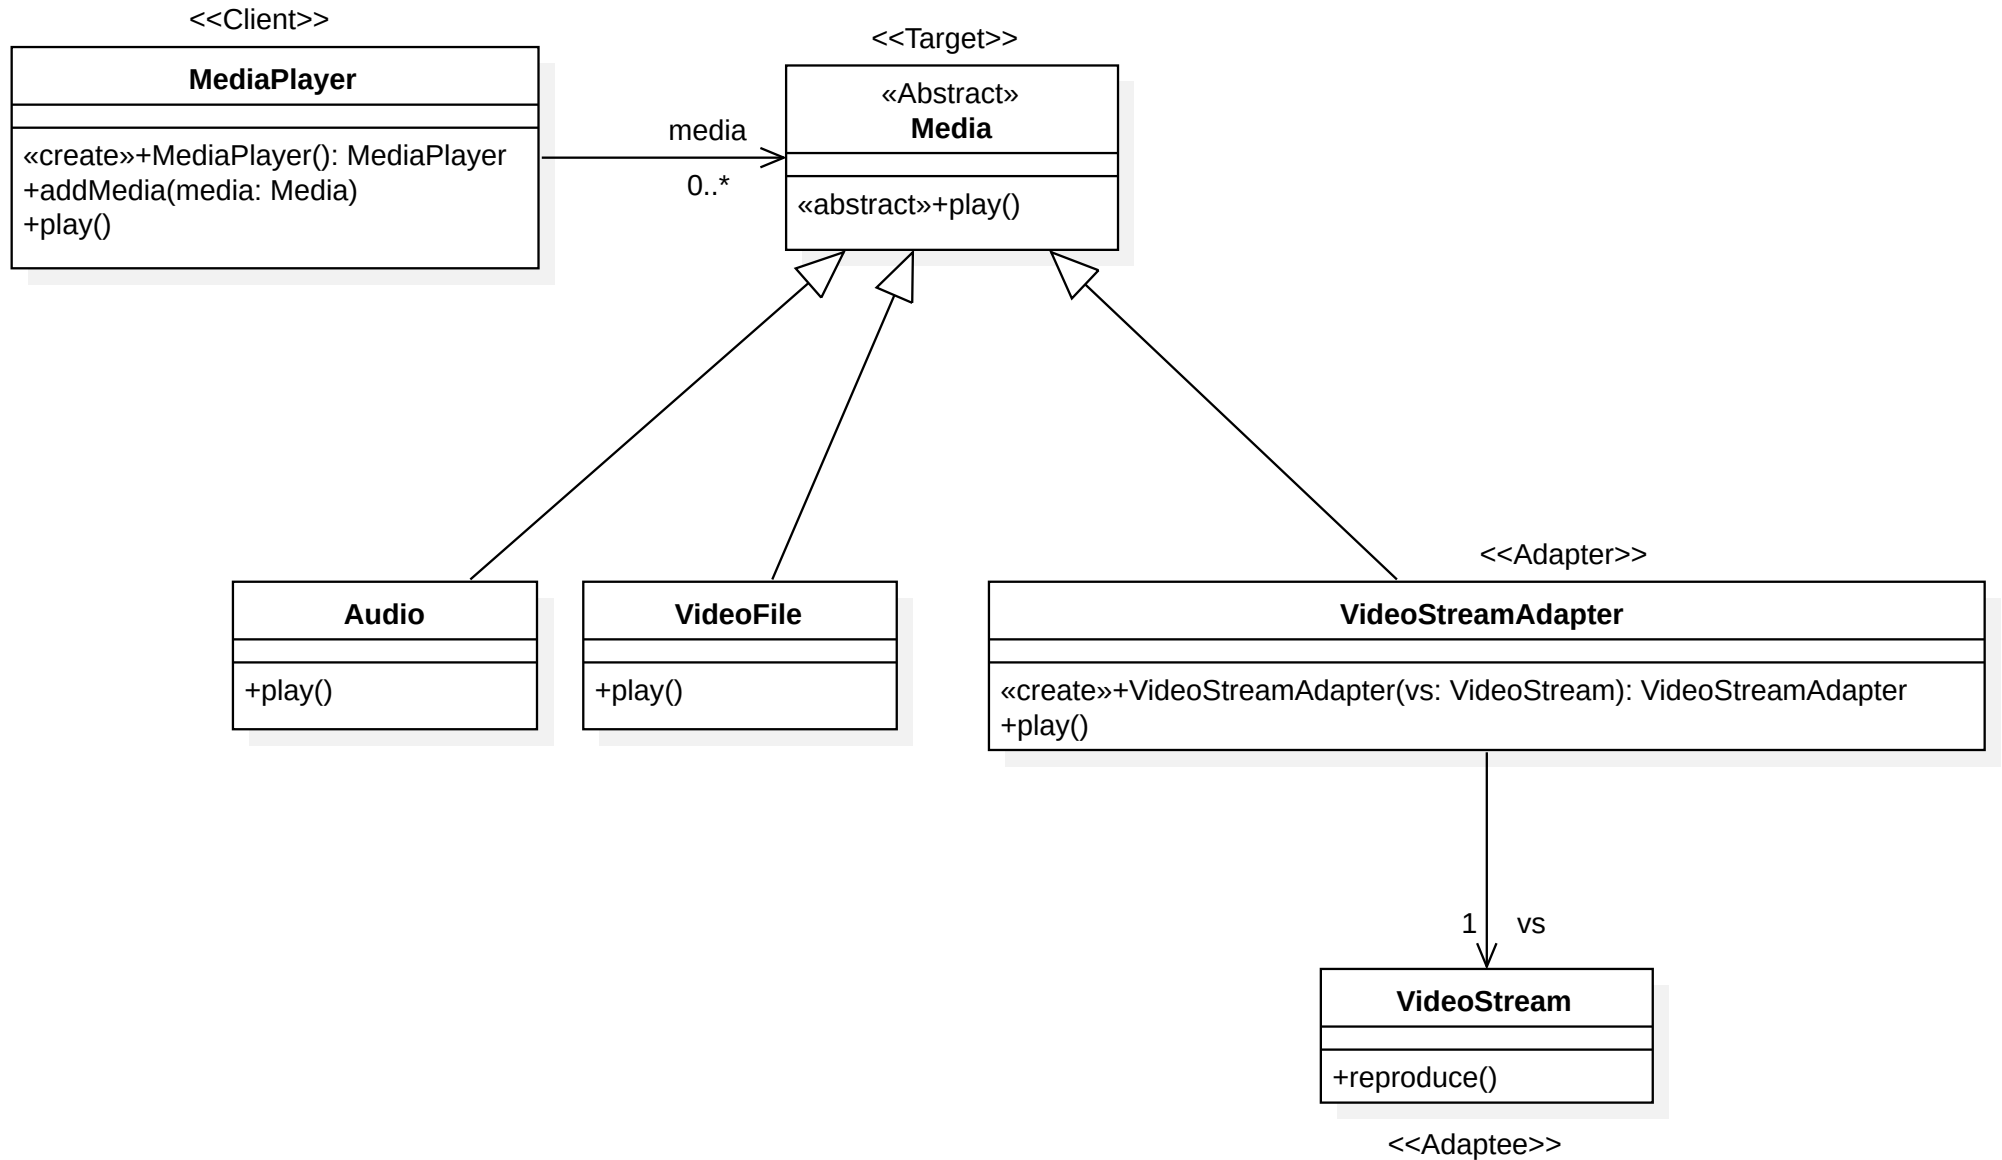 <<Client>>
MediaPlayer
«create»+MediaPlayer(): MediaPlayer
+addMedia(media: Media)
+play()
media
0..*
<<Target>>
«Abstract»
Media
«abstract»+play()
Audio
+play()
VideoFile
+play()
<<Adapter>>
VideoStreamAdapter
«create»+VideoStreamAdapter(vs: VideoStream): VideoStreamAdapter
+play()
1 vs
VideoStream
+reproduce()
<<Adaptee>>